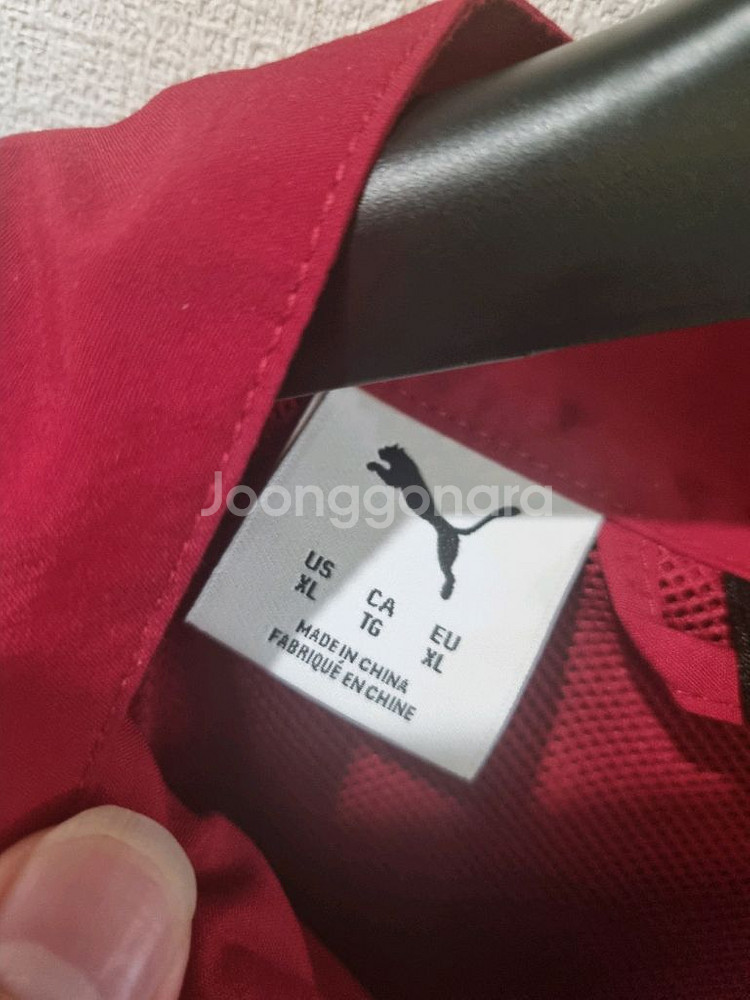 Joonggonara
US
XL
CA
TG
EU
XL
MADE IN CHINA
FABRIQUÉ EN CHINE